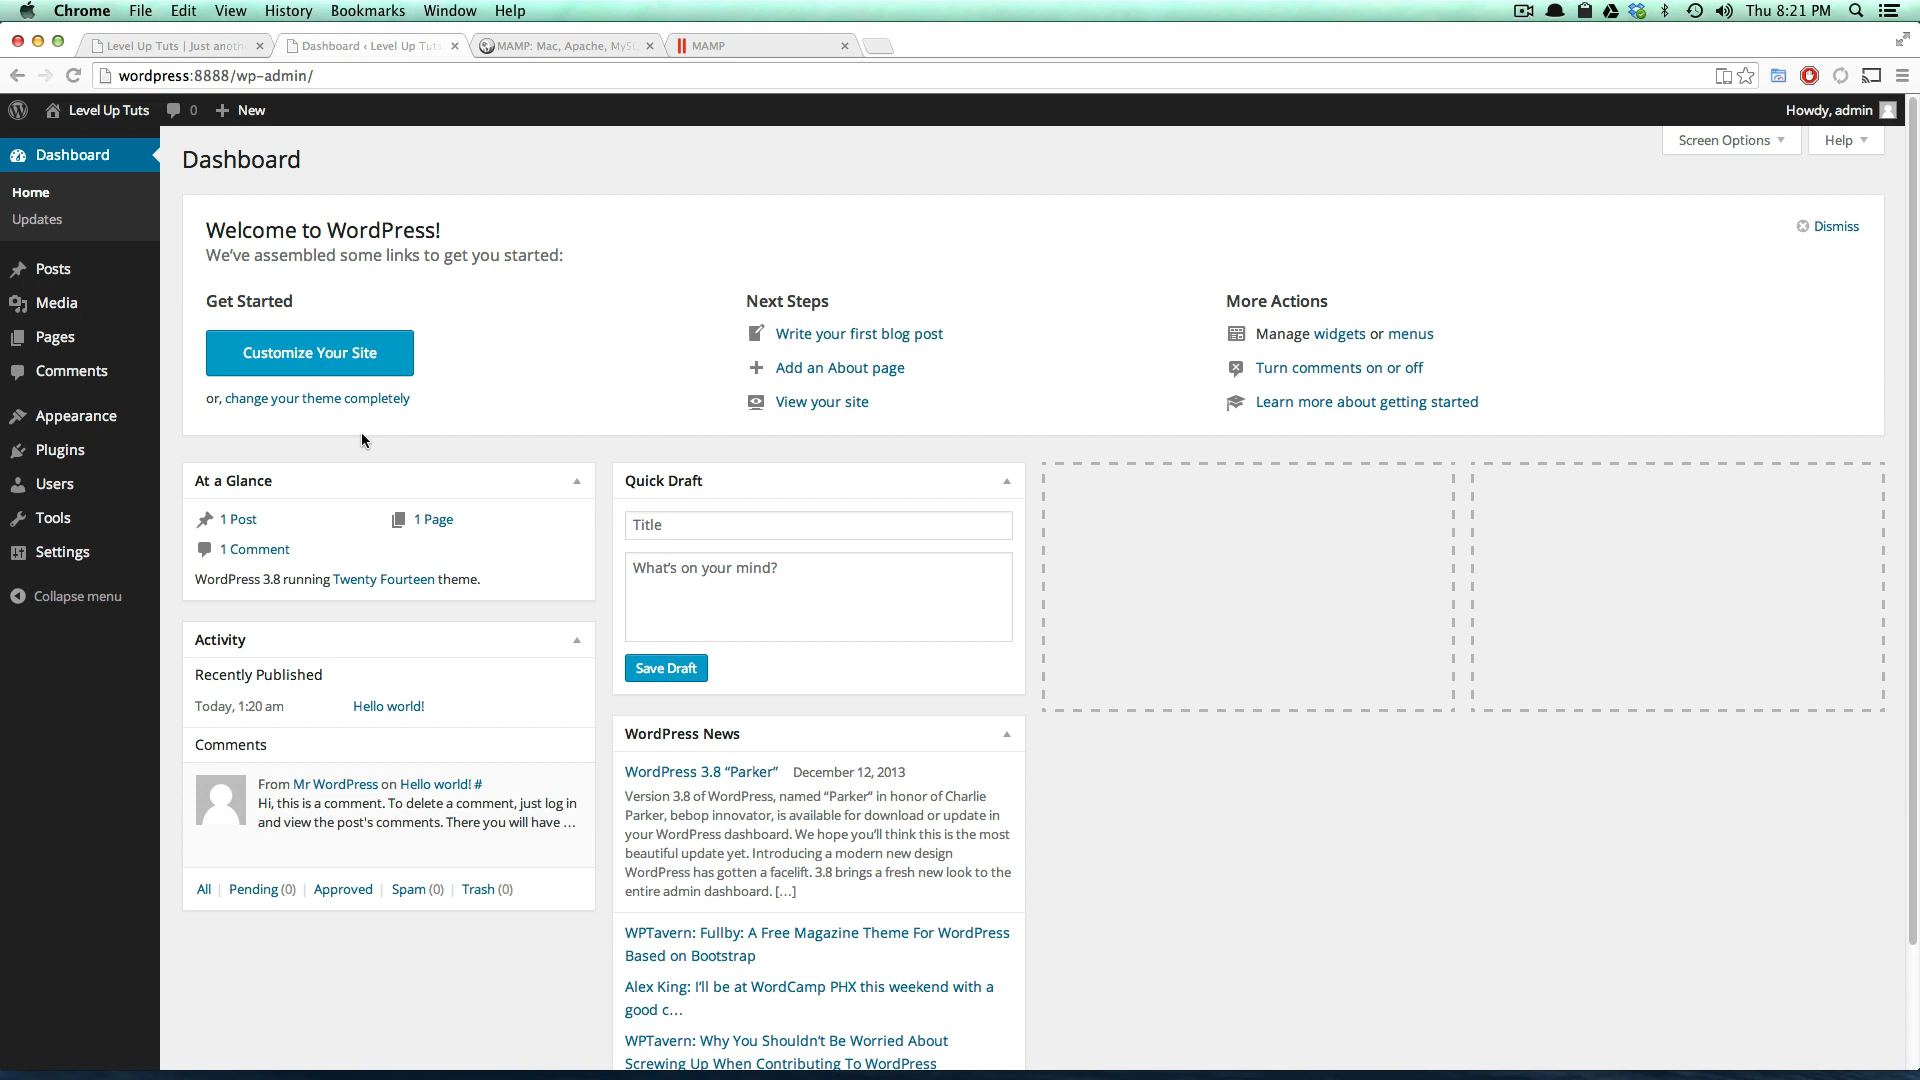 Chrome File Edit View History Bookmarks Window Help Thu 8:21 PM
Level Up Tuts | Just anoth Dashboard ‹ Level Up Tuts MAMP: Mac, Apache, MySQ MAMP
wordpress:8888/wp-admin/
Level Up Tuts 0 New Howdy, admin
Dashboard
Home
Updates
Posts
Media
Pages
Comments
Appearance
Plugins
Users
Tools
Settings
Collapse menu
Screen Options Help
Dashboard
Welcome to WordPress!
Dismiss
We've assembled some links to get you started:
Get Started
Customize Your Site
or, change your theme completely
Next Steps
Write your first blog post
Add an About page
View your site
More Actions
Manage widgets or menus
Turn comments on or off
Learn more about getting started
At a Glance
1 Post 1 Page
1 Comment
WordPress 3.8 running Twenty Fourteen theme.
Activity
Recently Published
Today, 1:20 am Hello world!
Comments
From Mr WordPress on Hello world! #
Hi, this is a comment. To delete a comment, just log in
and view the post's comments. There you will have ...
All Pending (0) Approved Spam (0) Trash (0)
Quick Draft
Title
What's on your mind?
Save Draft
WordPress News
WordPress 3.8 “Parker” December 12, 2013
Version 3.8 of WordPress, named “Parker” in honor of Charlie
Parker, bebop innovator, is available for download or update in
your WordPress dashboard. We hope you'll think this is the most
beautiful update yet. Introducing a modern new design
WordPress has gotten a facelift. 3.8 brings a fresh new look to the
entire admin dashboard. [...]
WPTavern: Fullby: A Free Magazine Theme For WordPress
Based on Bootstrap
Alex King: I'll be at WordCamp PHX this weekend with a
good c...
WPTavern: Why You Shouldn't Be Worried About
Screwing Up When Contributing To WordPress